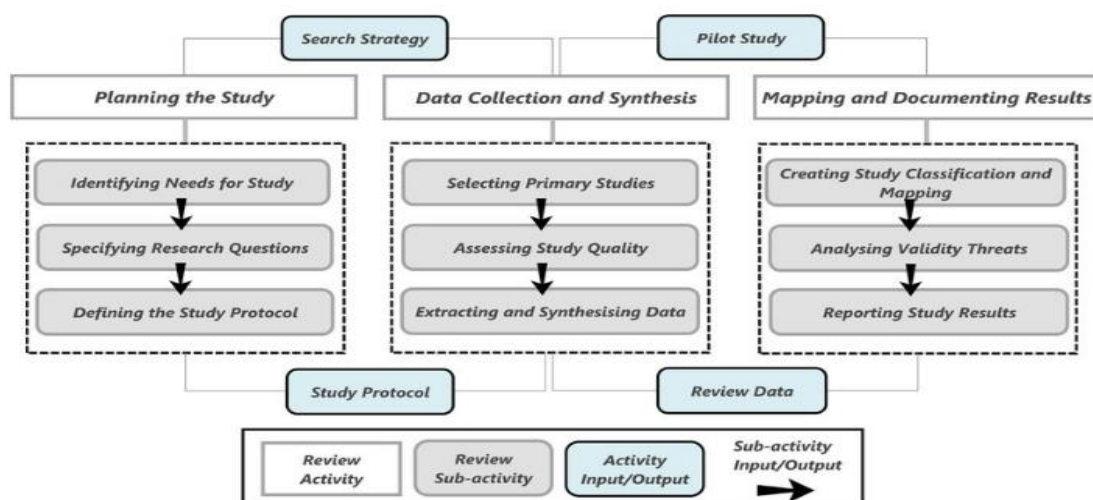 Search Strategy
Pilot Study
Planning the Study
Data Collection and Synthesis
Mapping and Documenting Results
Identifying Needs for Study
Specifying Research Questions
Defining the Study Protocol
Selecting Primary Studies
Assessing Study Quality
Extracting and Synthesising Data
Creating Study Classification and
Mapping
Analysing Validity Threats
Reporting Study Results
Study Protocol
Review Data
Review
Activity
Review
Sub-activity
Activity
Input/Output
Sub-activity
Input/Output